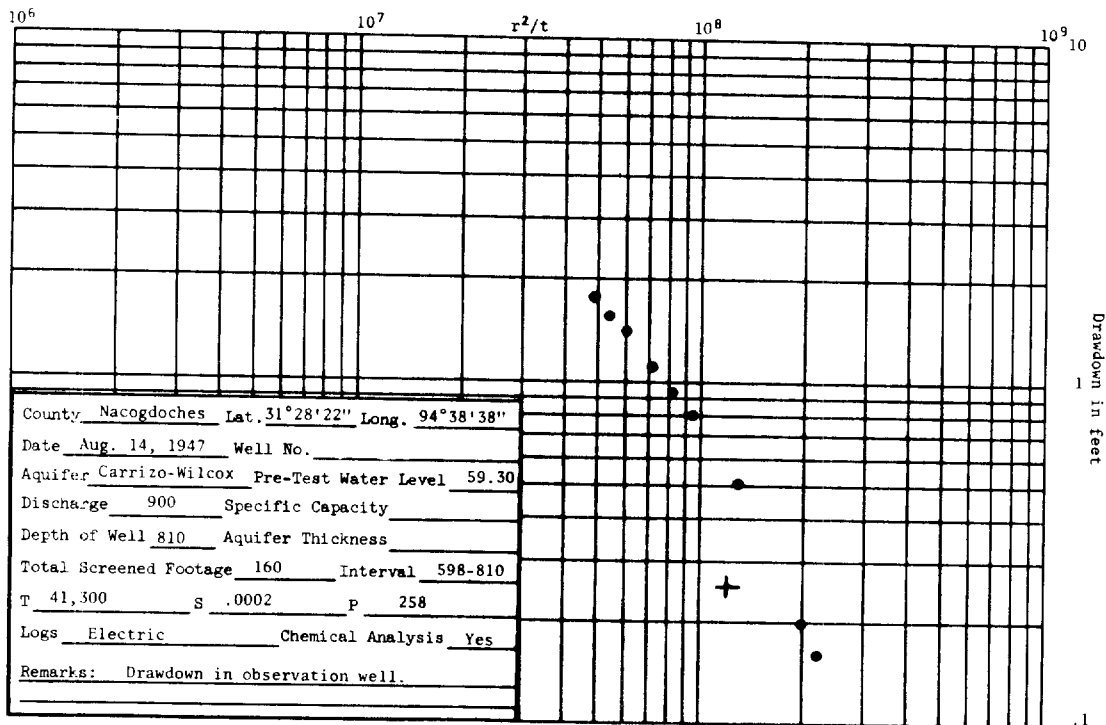 10⁶ 10⁷ r²/t 10⁸ 10⁹ 10
1
.1
Drawdown in feet
County Nacogdoches Lat. 31°28'22" Long. 94°38'38"
Date Aug. 14, 1947 Well No.
Aquifer Carrizo-Wilcox Pre-Test Water Level 59.30
Discharge 900 Specific Capacity
Depth of Well 810 Aquifer Thickness
Total Screened Footage 160 Interval 598-810
T 41,300 S .0002 P 258
Logs Electric Chemical Analysis Yes
Remarks: Drawdown in observation well.